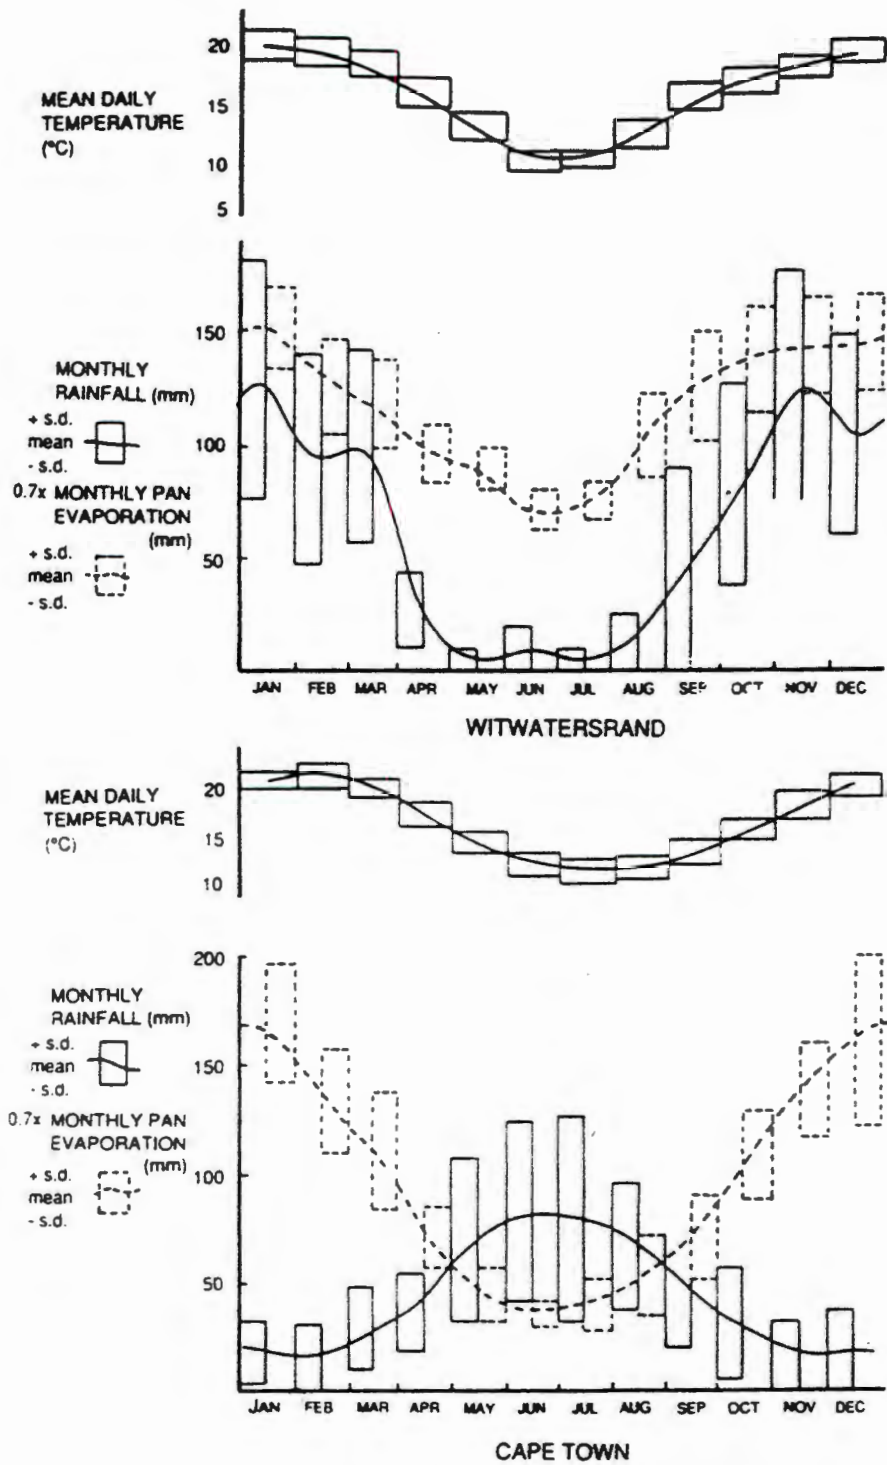 MEAN DAILY
TEMPERATURE
(°C)
20
15
10
5
150
100
50
MONTHLY
RAINFALL (mm)
+ s.d.
mean
- s.d.
0.7x MONTHLY PAN
EVAPORATION
(mm)
+ s.d.
mean
- s.d.
JAN FEB MAR APR MAY JUN JUL AUG SEP OCT NOV DEC
WITWATERSRAND
MEAN DAILY
TEMPERATURE
(°C)
20
15
10
200
150
100
50
MONTHLY
RAINFALL (mm)
+ s.d.
mean
- s.d.
0.7x MONTHLY PAN
EVAPORATION
(mm)
+ s.d.
mean
- s.d.
JAN FEB MAR APR MAY JUN JUL AUG SEP OCT NOV DEC
CAPE TOWN